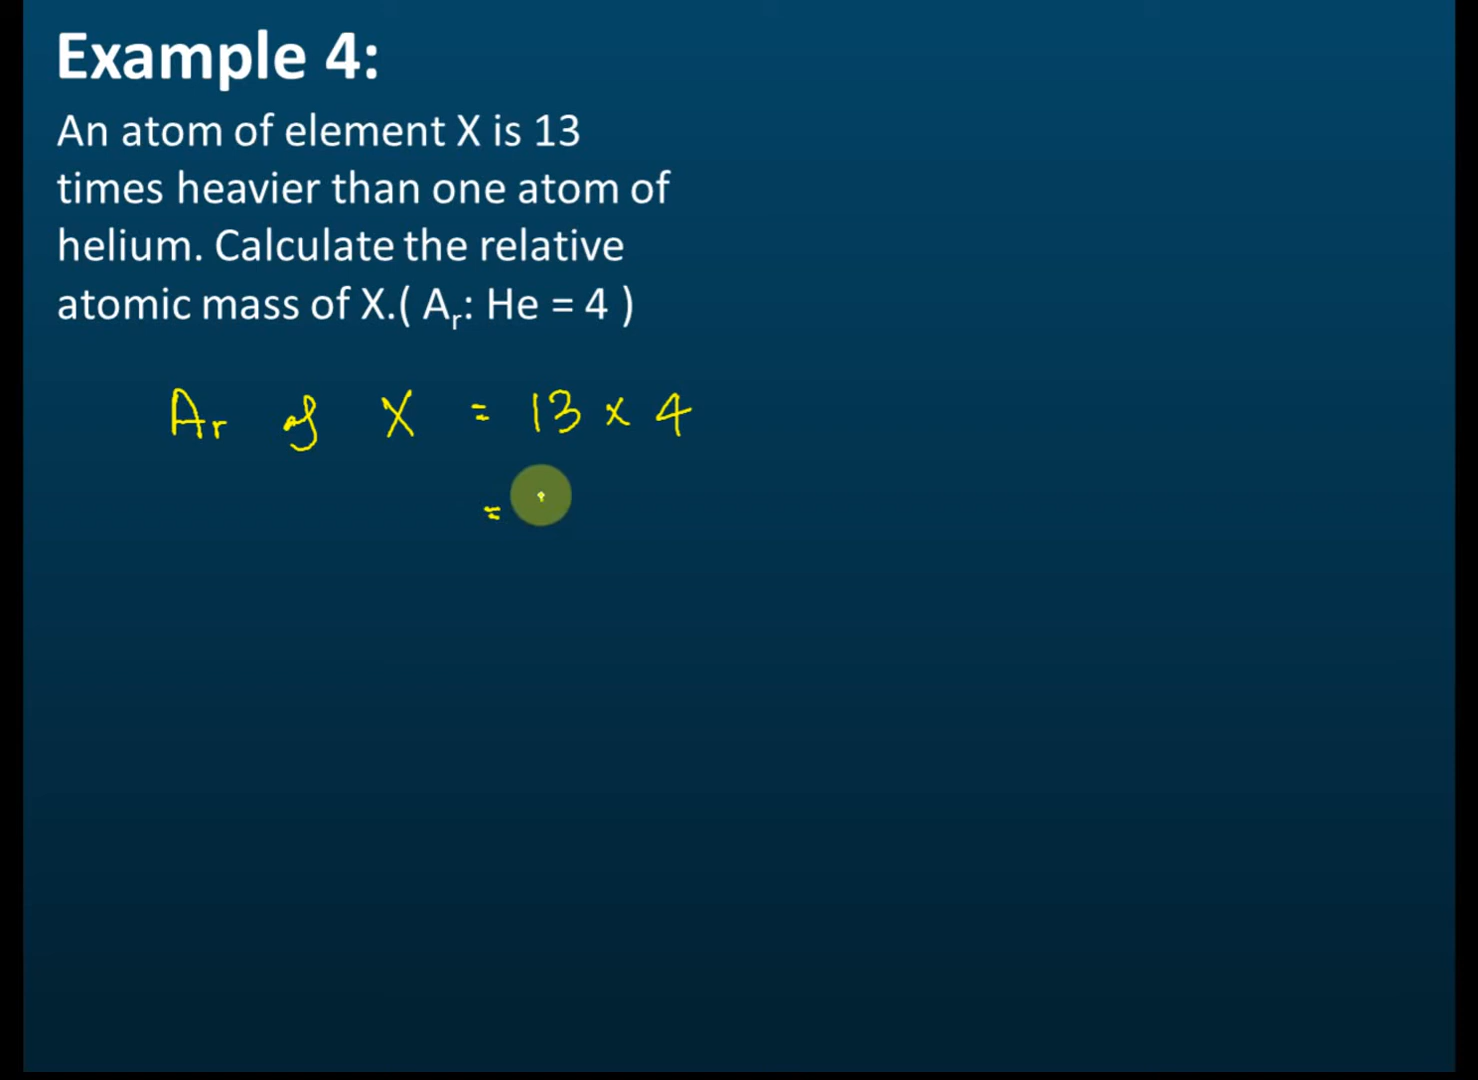 Example 4:
An atom of element X is 13
times heavier than one atom of
helium. Calculate the relative
atomic mass of X.( Ar: He = 4 )
Ar of X = 13 x 4
=